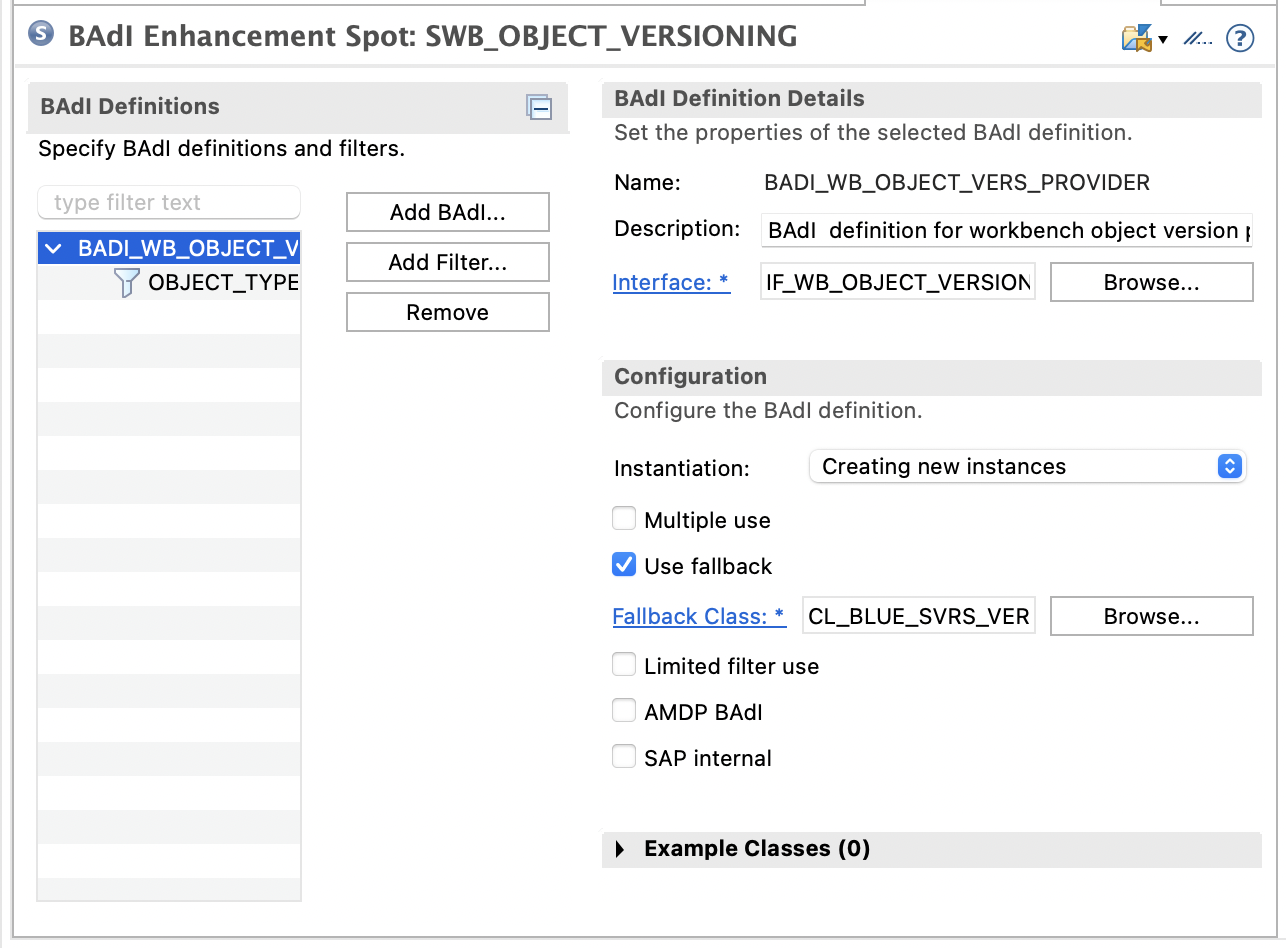 S BAdI Enhancement Spot: SWB_OBJECT_VERSIONING
//... ?
BAdI Definitions
Specify BAdI definitions and filters.
type filter text
BADI_WB_OBJECT_V
OBJECT_TYPE
Add BAdI...
Add Filter...
Remove
BAdI Definition Details
Set the properties of the selected BAdI definition.
Name: BADI_WB_OBJECT_VERS_PROVIDER
Description: BAdI  definition for workbench object version p
Interface: * IF_WB_OBJECT_VERSION Browse...
Configuration
Configure the BAdI definition.
Instantiation: Creating new instances
Multiple use
Use fallback
Fallback Class: * CL_BLUE_SVRS_VER Browse...
Limited filter use
AMDP BAdI
SAP internal
Example Classes (0)